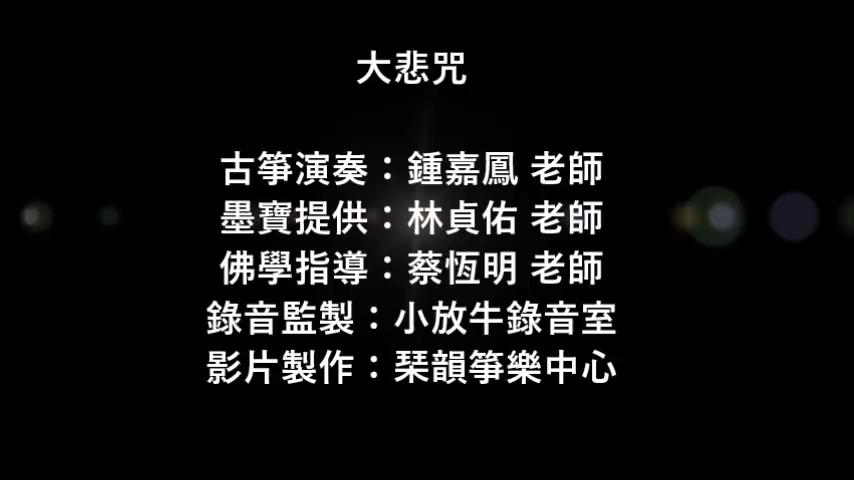 大悲咒
古箏演奏：鍾嘉鳳 老師
墨寶提供：林貞佑 老師
佛學指導：蔡恆明 老師
錄音監製：小放牛錄音室
影片製作：琹韻箏樂中心